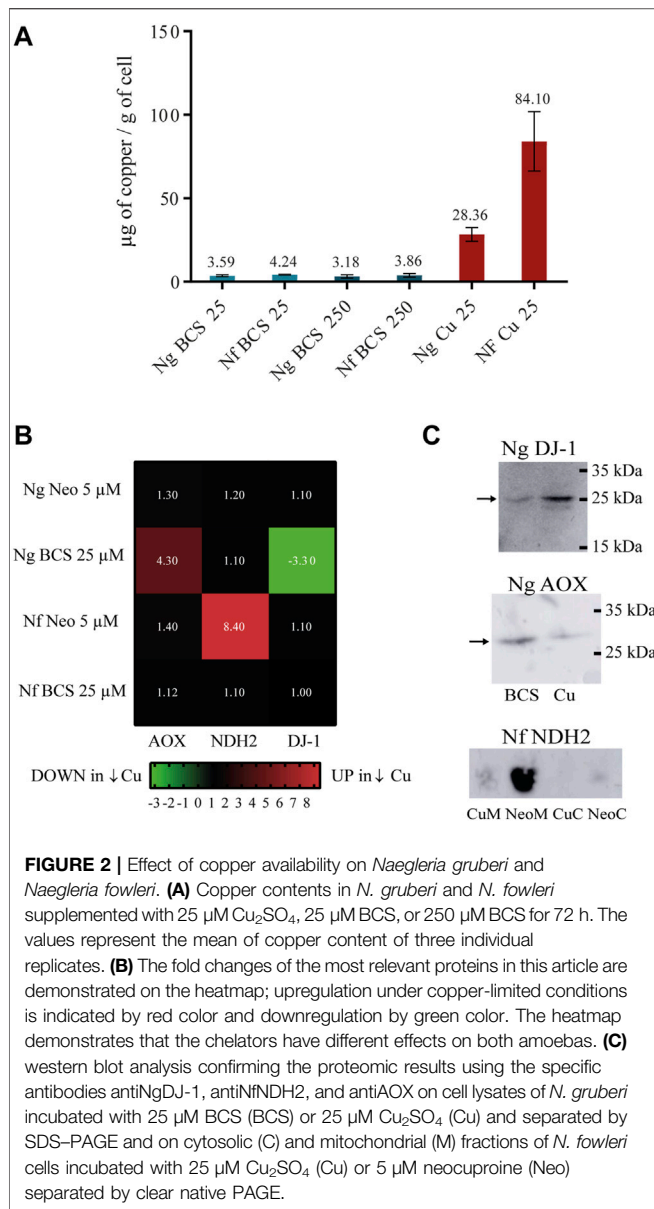 A
µg of copper / g of cell
150
100
50
0
3.59
4.24
3.18
3.86
28.36
84.10
Ng BCS 25
Nf BCS 25
Ng BCS 250
Nf BCS 250
Ng Cu 25
NF Cu 25
B
Ng Neo 5 µM 1.30 1.20 1.10
Ng BCS 25 µM 4.30 1.10 -3.30
Nf Neo 5 µM 1.40 8.40 1.10
Nf BCS 25 µM 1.12 1.10 1.00
AOX NDH2 DJ-1
DOWN in ↓Cu UP in ↓ Cu
-3 -2 -1 0 1 2 3 4 5 6 7 8
C
Ng DJ-1
35 kDa
25 kDa
15 kDa
Ng AOX
35 kDa
25 kDa
BCS Cu
Nf NDH2
CuM NeoM CuC NeoC
FIGURE 2 | Effect of copper availability on Naegleria gruberi and
Naegleria fowleri. (A) Copper contents in N. gruberi and N. fowleri
supplemented with 25 µM Cu₂SO₄, 25 µM BCS, or 250 µM BCS for 72 h. The
values represent the mean of copper content of three individual
replicates. (B) The fold changes of the most relevant proteins in this article are
demonstrated on the heatmap; upregulation under copper-limited conditions
is indicated by red color and downregulation by green color. The heatmap
demonstrates that the chelators have different effects on both amoebas. (C)
western blot analysis confirming the proteomic results using the specific
antibodies antiNgDJ-1, antiNfNDH2, and antiAOX on cell lysates of N. gruberi
incubated with 25 µM BCS (BCS) or 25 µM Cu₂SO₄ (Cu) and separated by
SDS–PAGE and on cytosolic (C) and mitochondrial (M) fractions of N. fowleri
cells incubated with 25 µM Cu₂SO₄ (Cu) or 5 µM neocuproine (Neo)
separated by clear native PAGE.